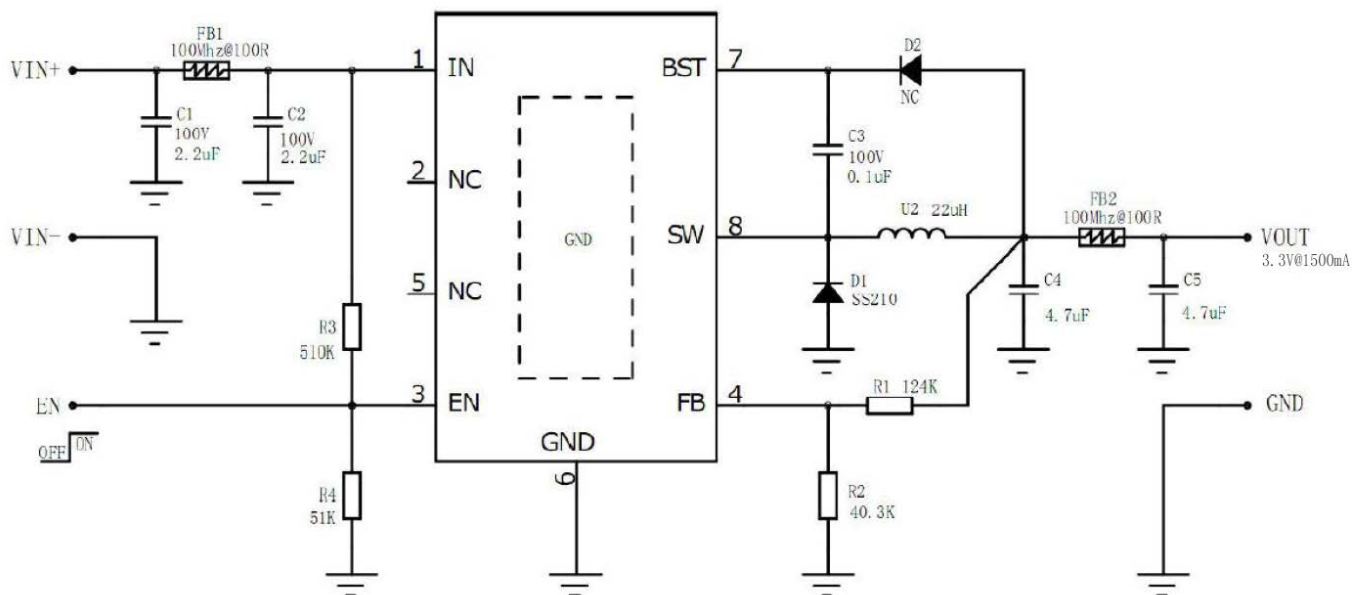 FB1
100Mhz@100R
VIN+
1
IN
BST
7
D2
NC
C1
100V
2.2uF
C2
100V
2.2uF
C3
100V
0.1uF
2
NC
U2 22uH
FB2
100Mhz@100R
VIN-
GND
SW
8
VOUT
3.3V@1500mA
5
NC
D1
SS210
C4
4.7uF
C5
4.7uF
R3
510K
R1 124K
EN
3
EN
FB
4
GND
OFF
ON
GND
6
R4
51K
R2
40.3K